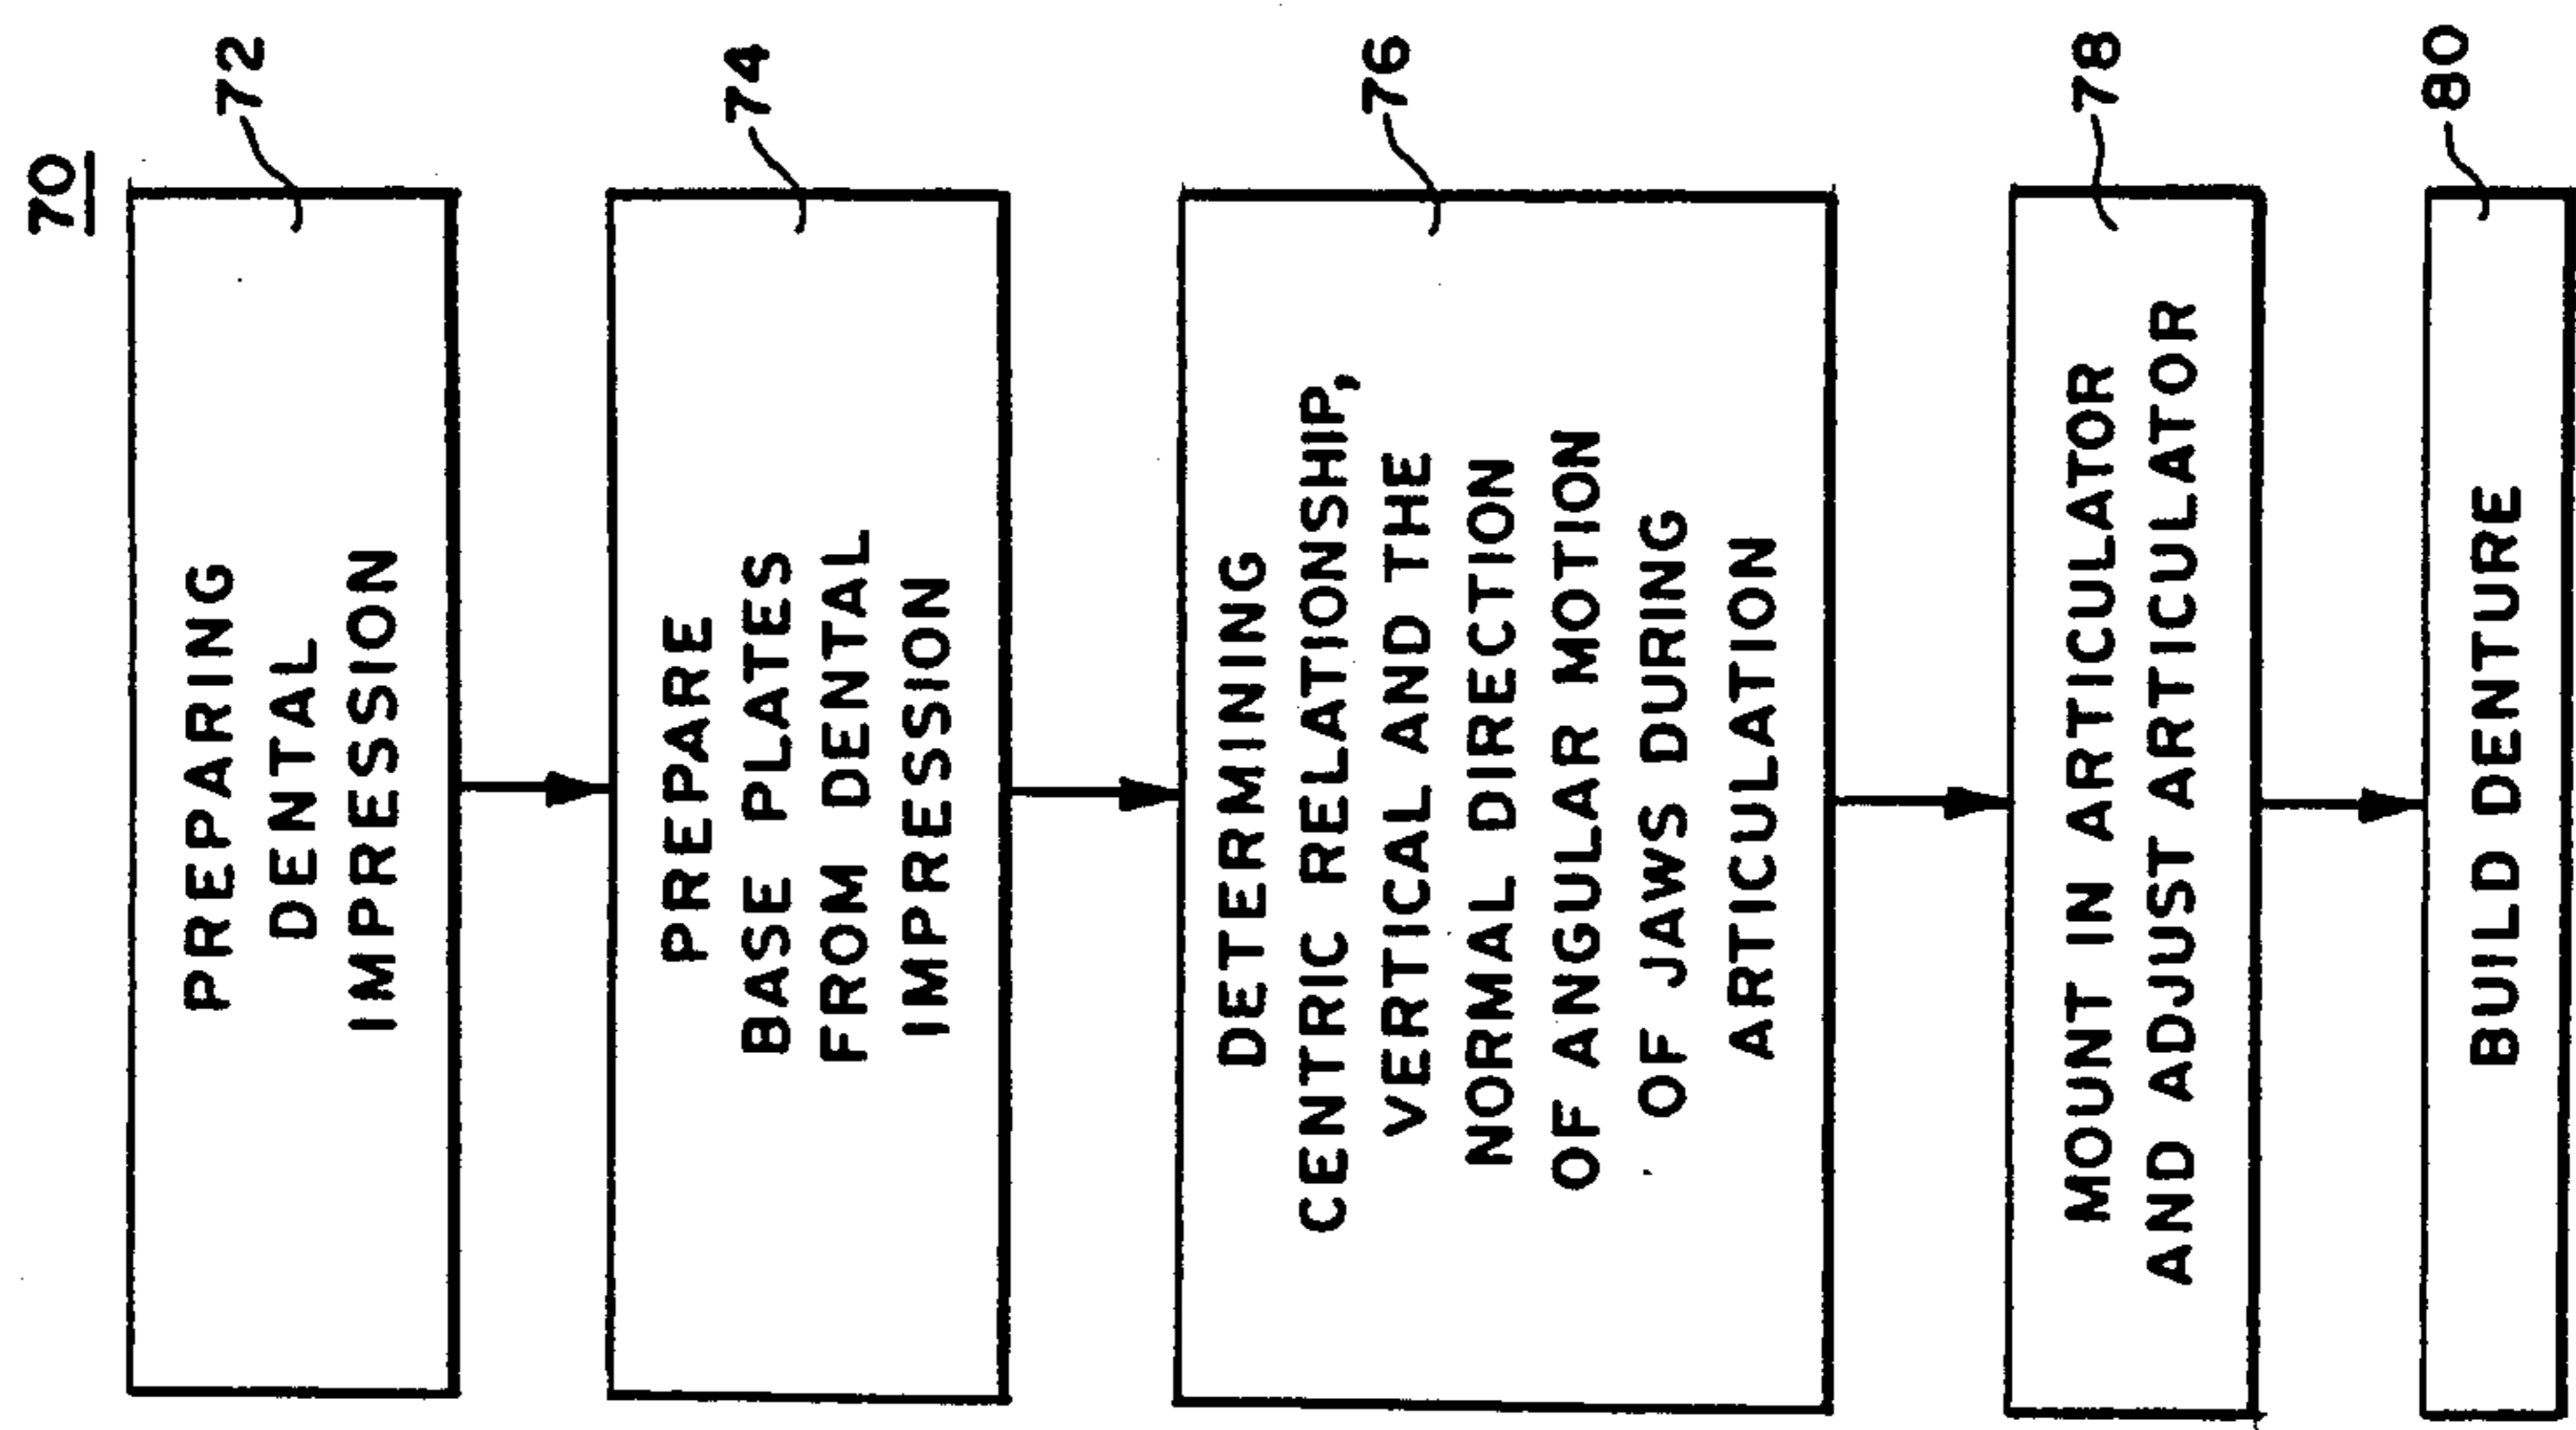 70
72
PREPARING
DENTAL
IMPRESSION
74
PREPARE
BASE PLATES
FROM DENTAL
IMPRESSION
76
DETERMINING
CENTRIC RELATIONSHIP,
VERTICAL AND THE
NORMAL DIRECTION
OF ANGULAR MOTION
OF JAWS DURING
ARTICULATION
78
MOUNT IN ARTICULATOR
AND ADJUST ARTICULATOR
80
BUILD DENTURE